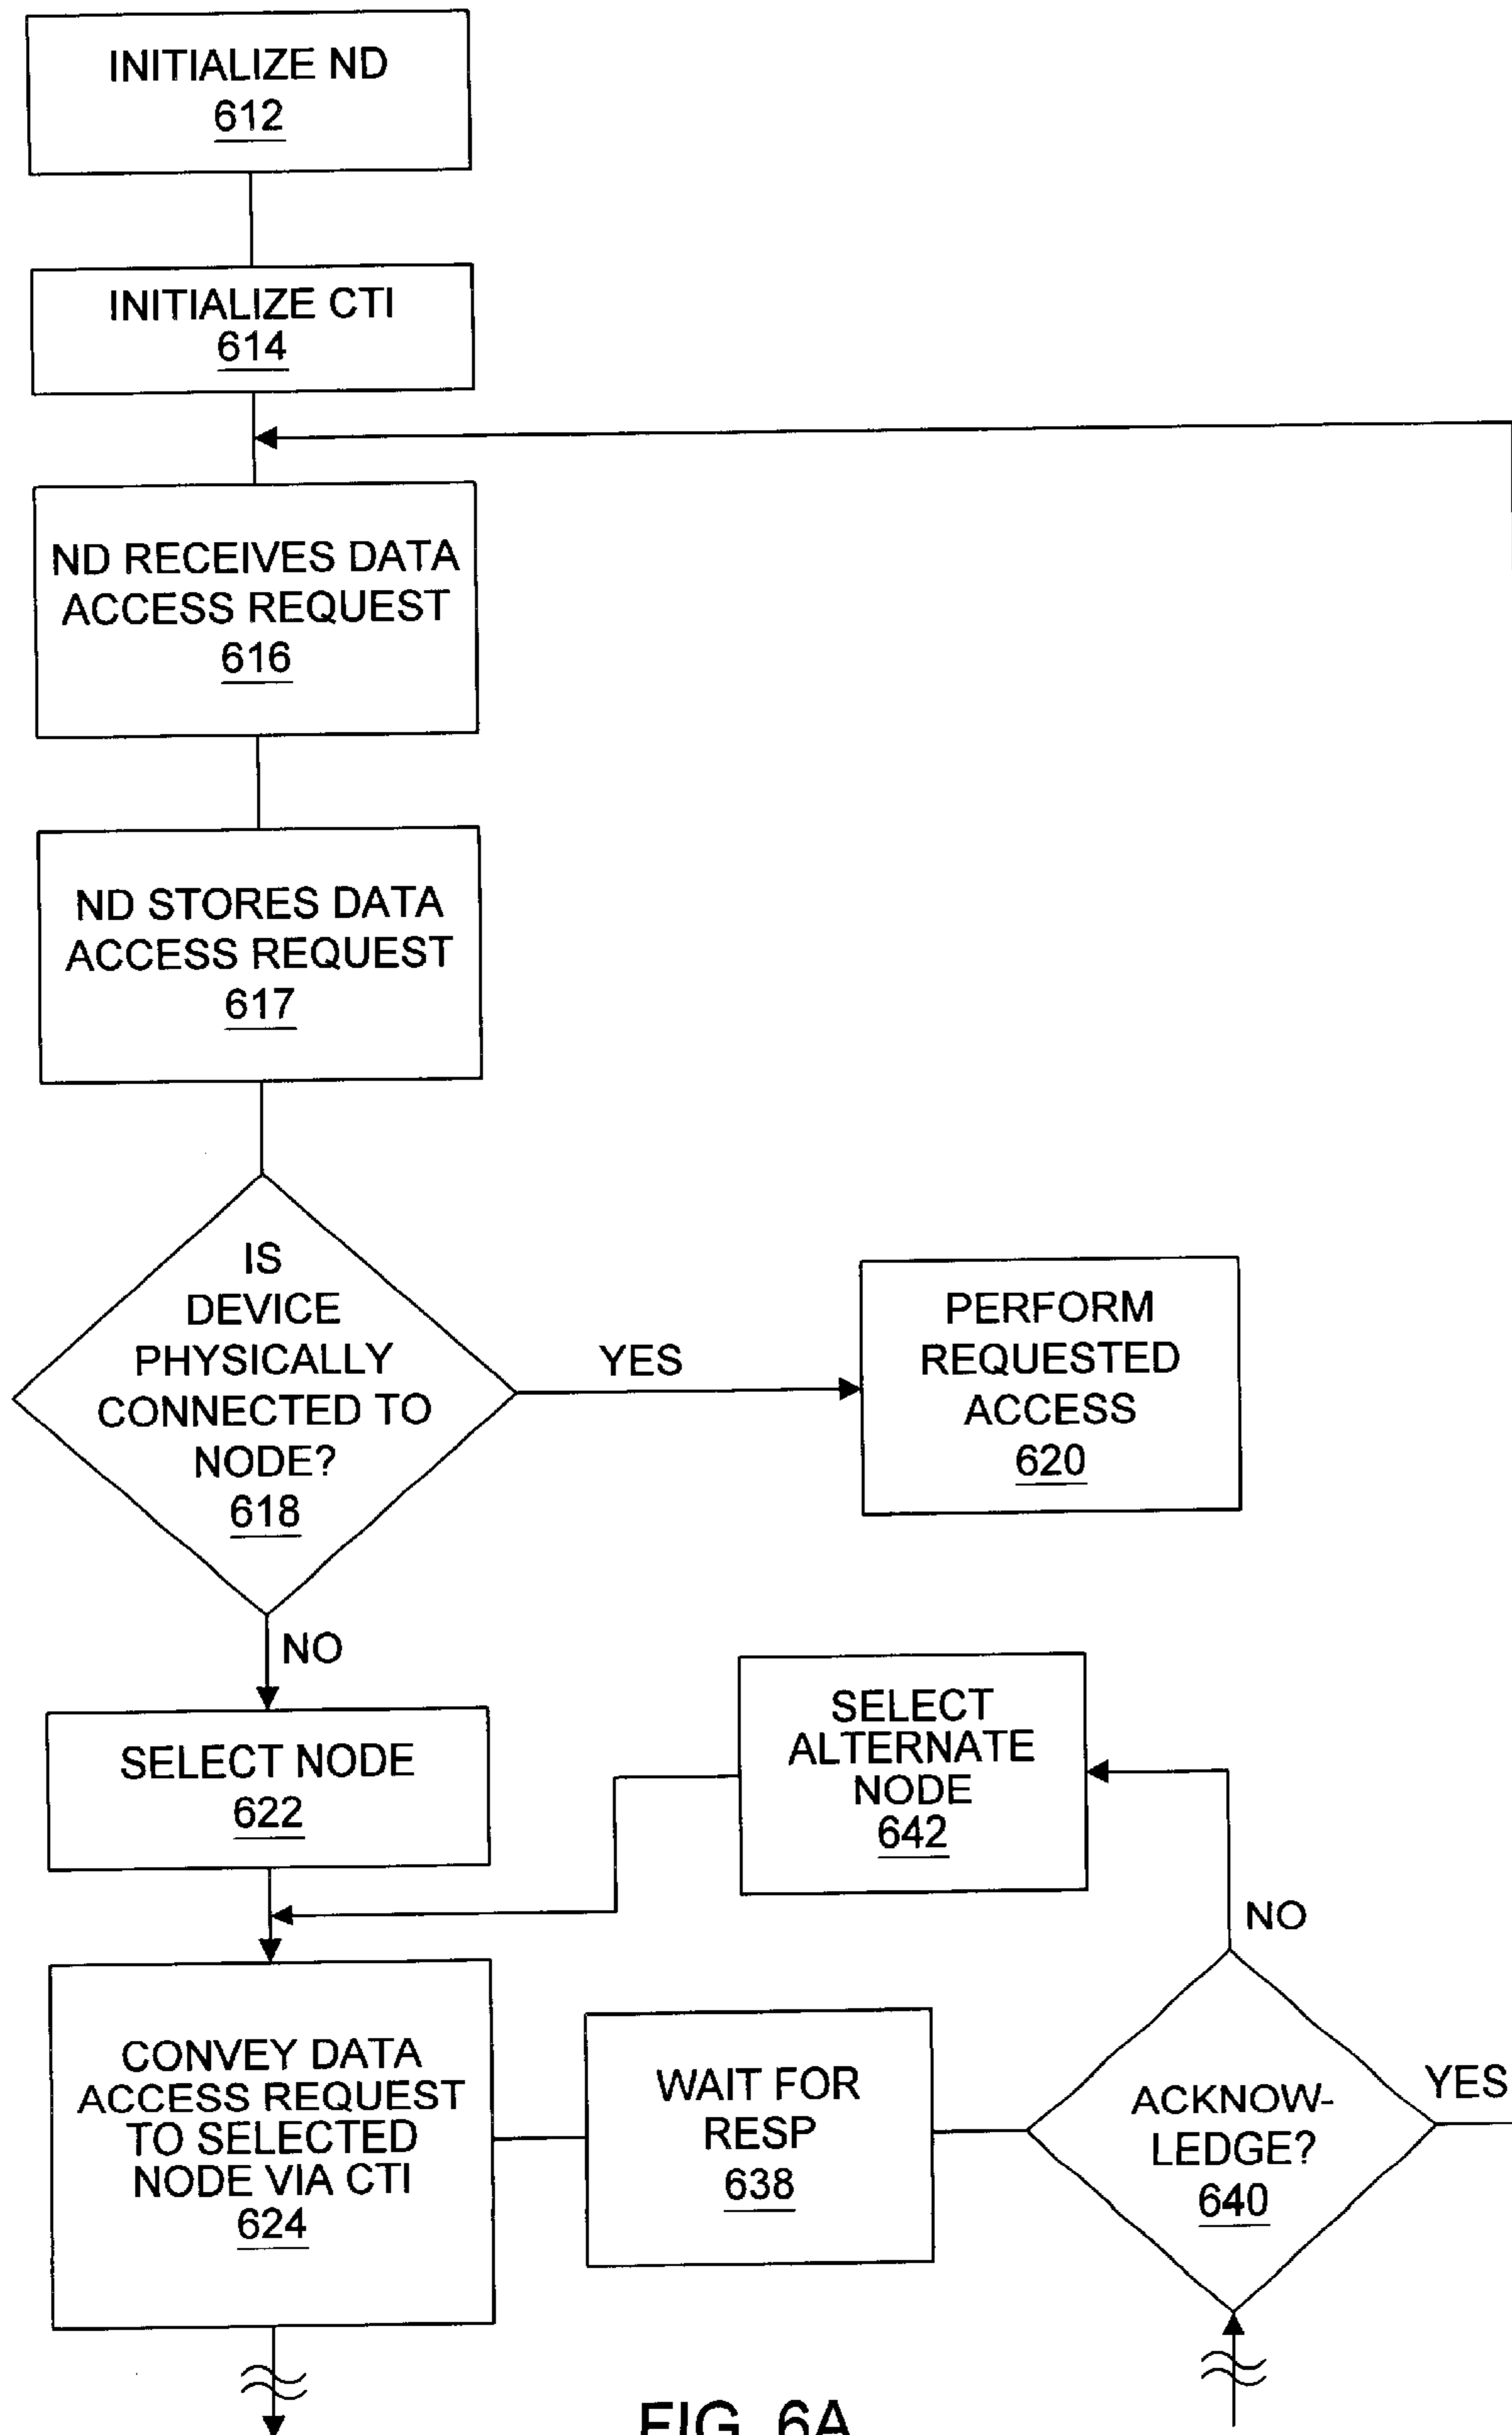 INITIALIZE ND
612
INITIALIZE CTI
614
ND RECEIVES DATA
ACCESS REQUEST
616
ND STORES DATA
ACCESS REQUEST
617
IS
DEVICE
PHYSICALLY
CONNECTED TO
NODE?
618
YES
PERFORM
REQUESTED
ACCESS
620
NO
SELECT NODE
622
SELECT
ALTERNATE
NODE
642
NO
CONVEY DATA
ACCESS REQUEST
TO SELECTED
NODE VIA CTI
624
WAIT FOR
RESP
638
ACKNOW-
LEDGE?
640
YES
FIG. 6A